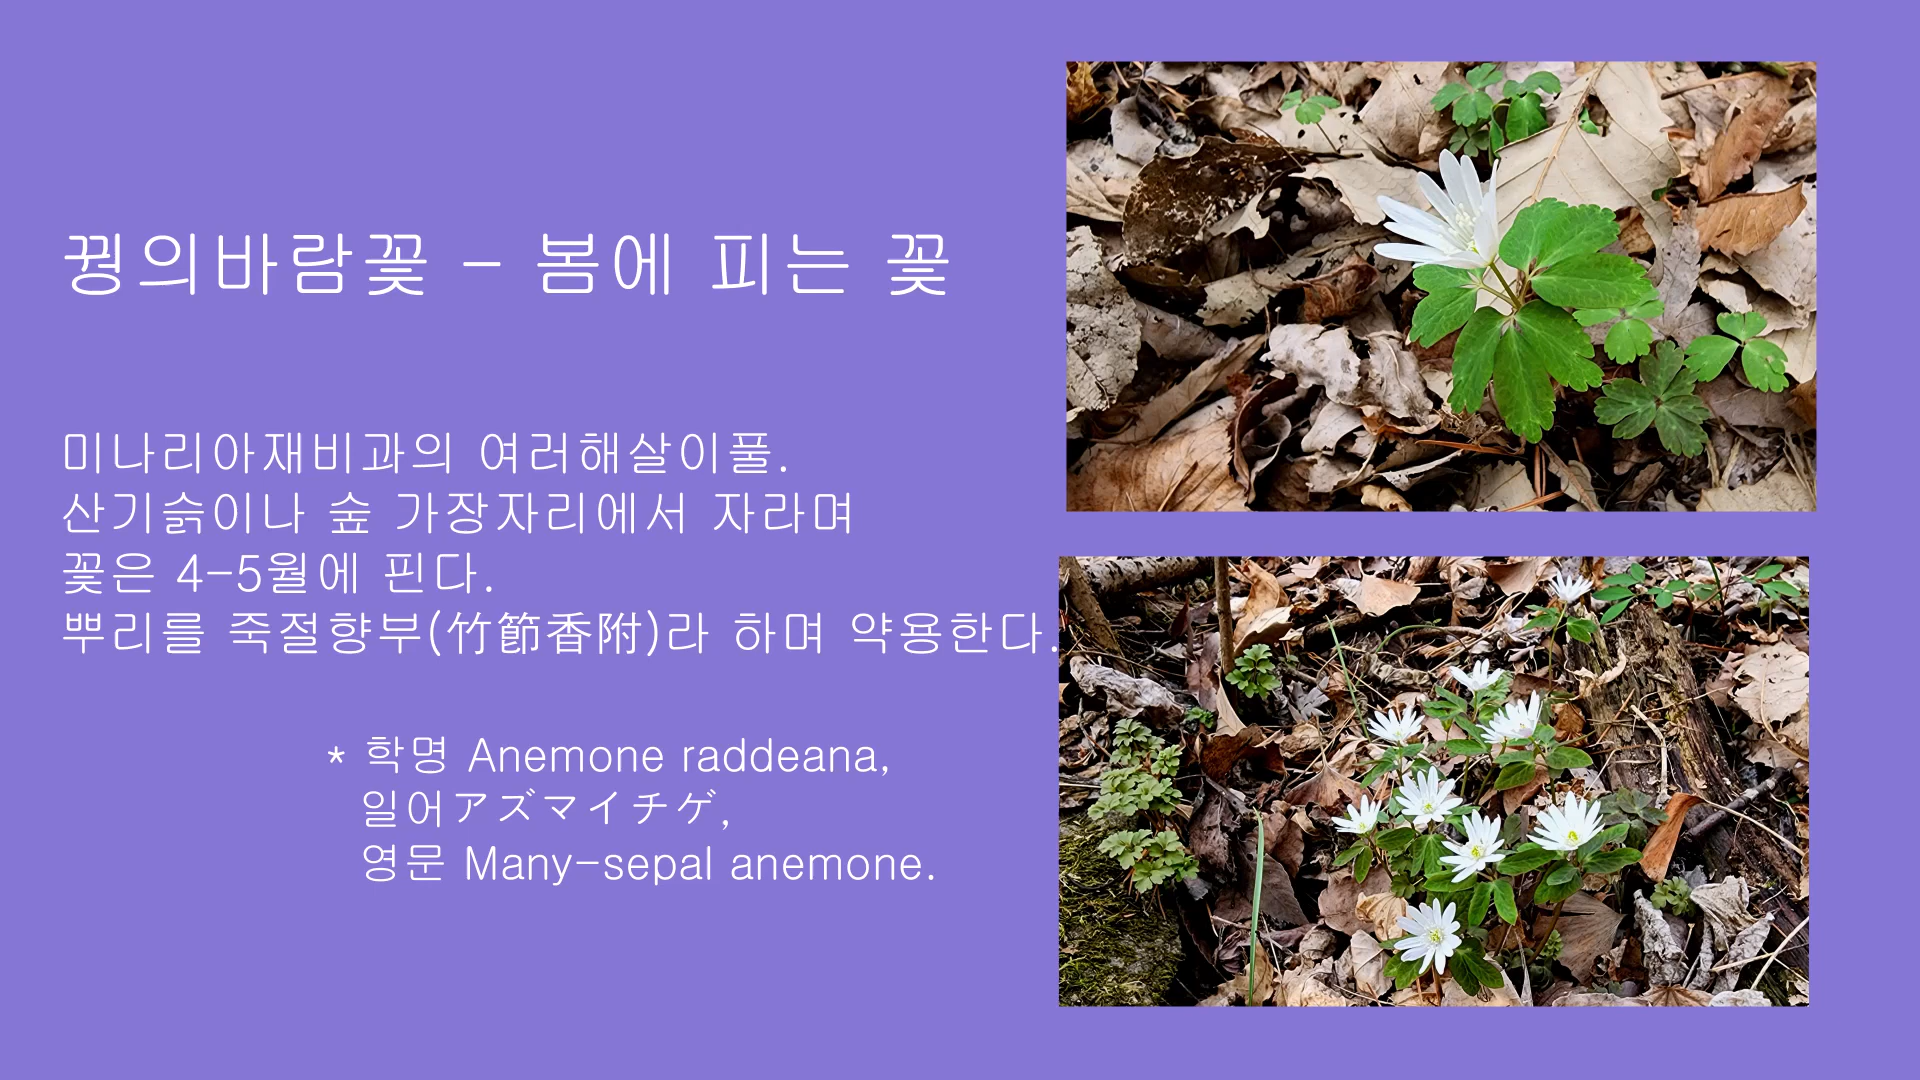 꿩의바람꽃 - 봄에 피는 꽃
미나리아재비과의 여러해살이풀.
산기슭이나 숲 가장자리에서 자라며
꽃은 4-5월에 핀다.
뿌리를 죽절향부(竹節香附)라 하며 약용한다.
* 학명 Anemone raddeana,
일어アズマイチゲ,
영문 Many-sepal anemone.